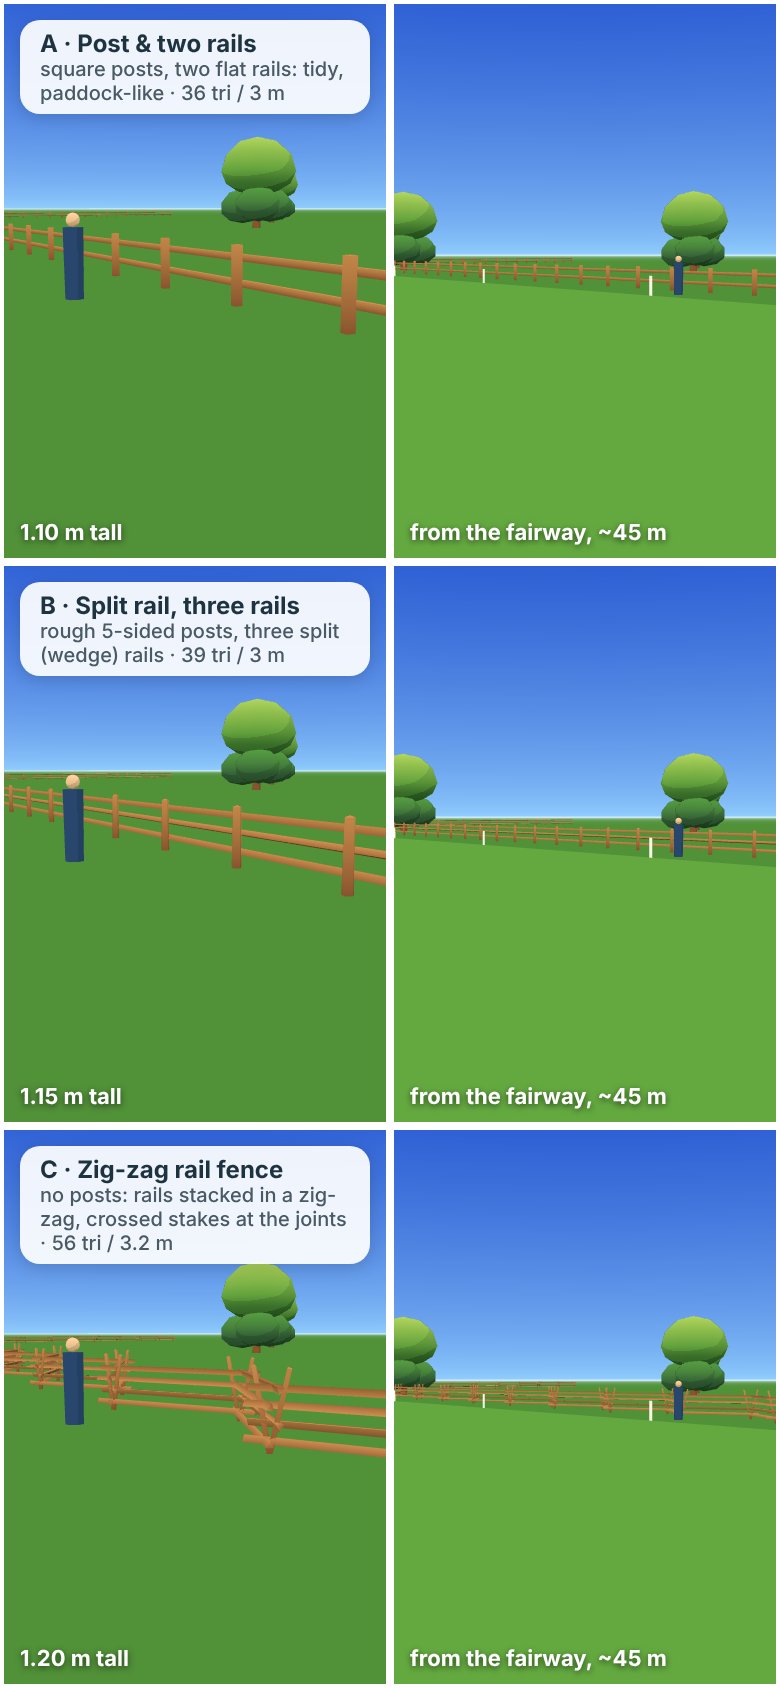 A · Post & two rails
square posts, two flat rails: tidy,
paddock-like · 36 tri / 3 m
1.10 m tall
from the fairway, ~45 m
B · Split rail, three rails
rough 5-sided posts, three split
(wedge) rails · 39 tri / 3 m
1.15 m tall
from the fairway, ~45 m
C · Zig-zag rail fence
no posts: rails stacked in a zig-
zag, crossed stakes at the joints
· 56 tri / 3.2 m
1.20 m tall
from the fairway, ~45 m